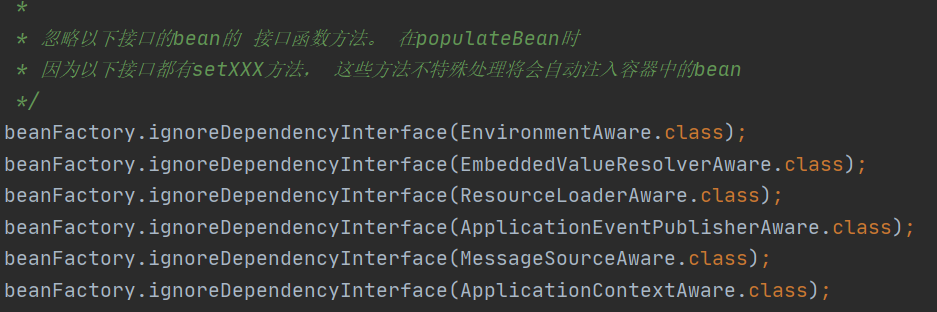 *
* 忽略以下接口的bean的 接口函数方法。 在populateBean时
* 因为以下接口都有setXXX方法， 这些方法不特殊处理将会自动注入容器中的bean
*/
beanFactory.ignoreDependencyInterface(EnvironmentAware.class);
beanFactory.ignoreDependencyInterface(EmbeddedValueResolverAware.class);
beanFactory.ignoreDependencyInterface(ResourceLoaderAware.class);
beanFactory.ignoreDependencyInterface(ApplicationEventPublisherAware.class);
beanFactory.ignoreDependencyInterface(MessageSourceAware.class);
beanFactory.ignoreDependencyInterface(ApplicationContextAware.class);